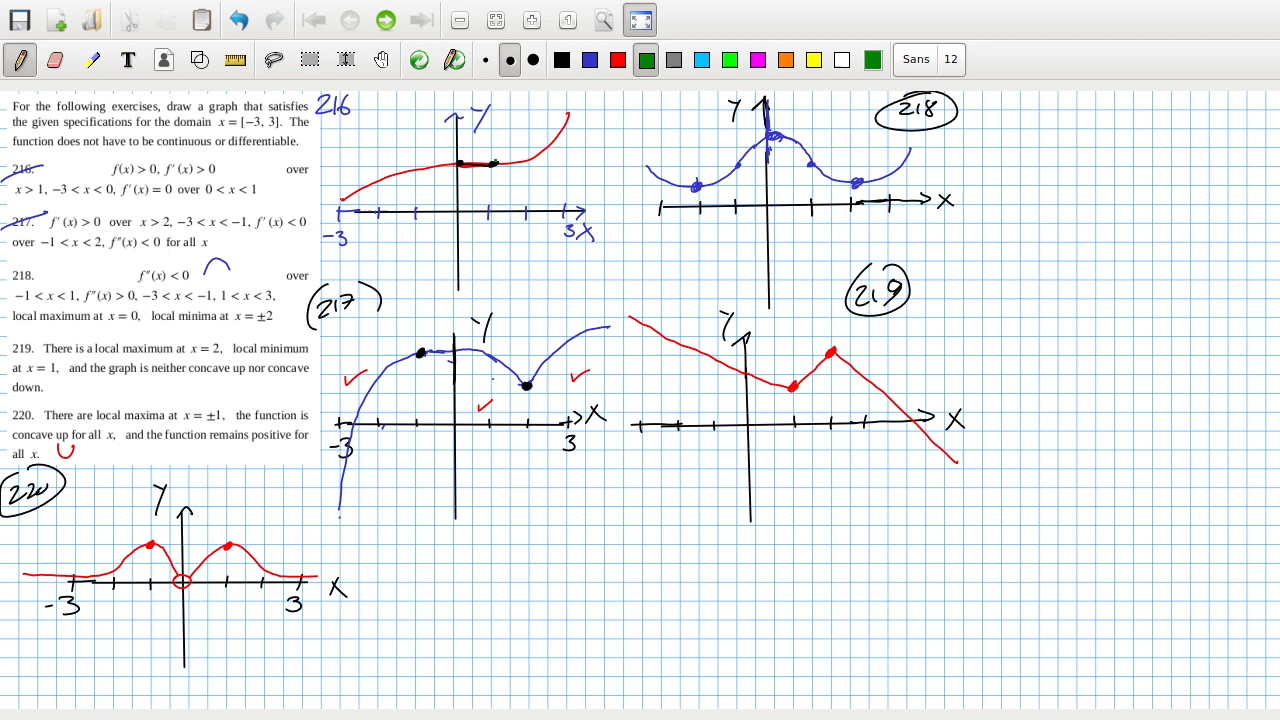 Sans 12
For the following exercises, draw a graph that satisfies
the given specifications for the domain x = [−3, 3]. The
function does not have to be continuous or differentiable.
216. f(x) > 0, f′(x) > 0 over
x > 1, −3 < x < 0, f′(x) = 0 over 0 < x < 1
217. f′(x) > 0 over x > 2, −3 < x < −1, f′(x) < 0
over −1 < x < 2, f″(x) < 0 for all x
218. f″(x) < 0 over
−1 < x < 1, f″(x) > 0, −3 < x < −1, 1 < x < 3,
local maximum at x = 0, local minima at x = ±2
219. There is a local maximum at x = 2, local minimum
at x = 1, and the graph is neither concave up nor concave
down.
220. There are local maxima at x = ±1, the function is
concave up for all x, and the function remains positive for
all x.
216
Y
-3
3
X
Y
218
X
217
Y
-3
3
X
219
Y
X
220
Y
-3
3
X